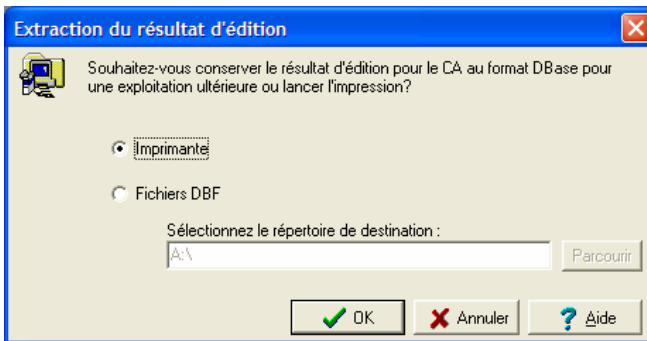 Extraction du résultat d'édition
Souhaitez-vous conserver le résultat d'édition pour le CA au format DBase pour
une exploitation ultérieure ou lancer l'impression?
Imprimante
Fichiers DBF
Sélectionnez le répertoire de destination :
A:\
Parcourir
OK
Annuler
Aide